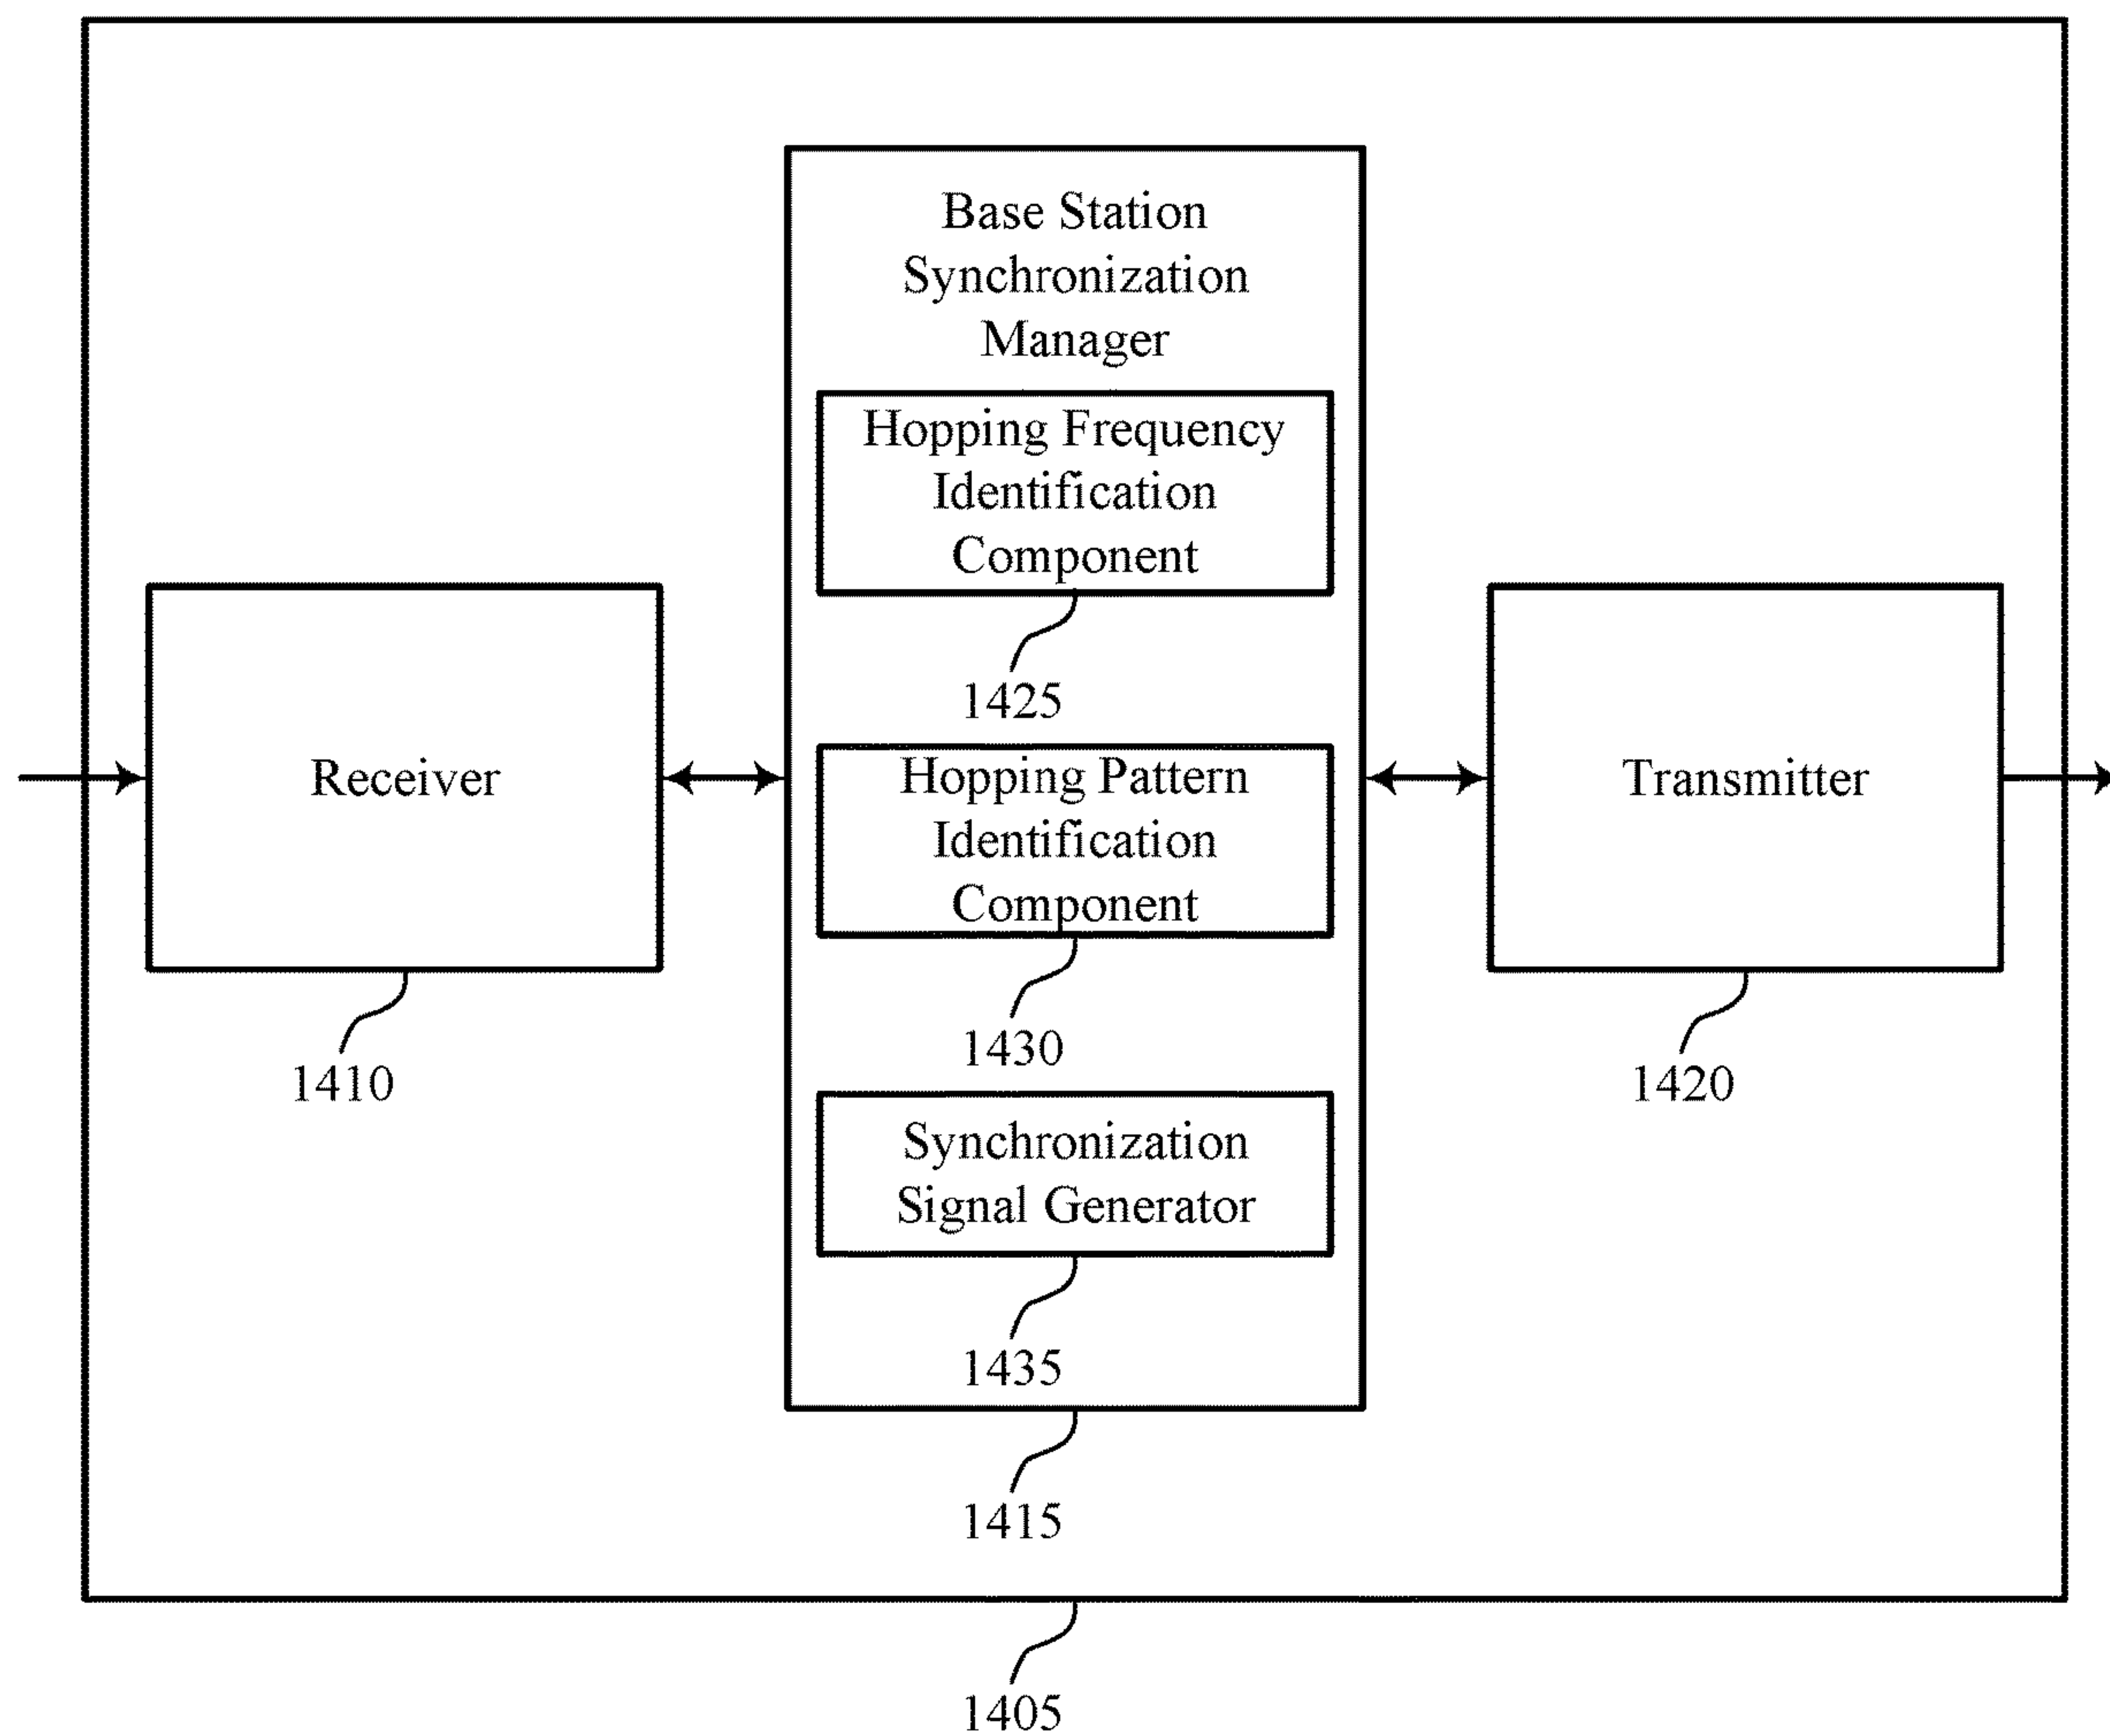 Base Station
Synchronization
Manager
Hopping Frequency
Identification
Component
1425
Receiver
1410
Hopping Pattern
Identification
Component
1430
Transmitter
1420
Synchronization
Signal Generator
1435
1415
1405